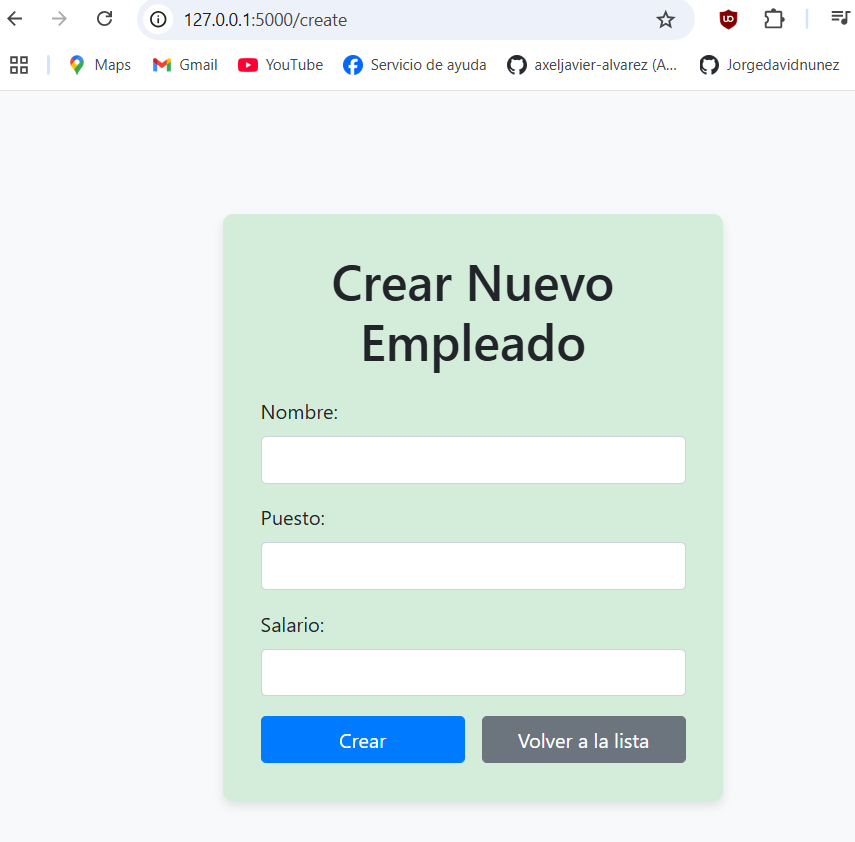 127.0.0.1:5000/create
Maps Gmail YouTube Servicio de ayuda axeljavier-alvarez (A... Jorgedavidnunez
Crear Nuevo
Empleado
Nombre:
Puesto:
Salario:
Crear Volver a la lista